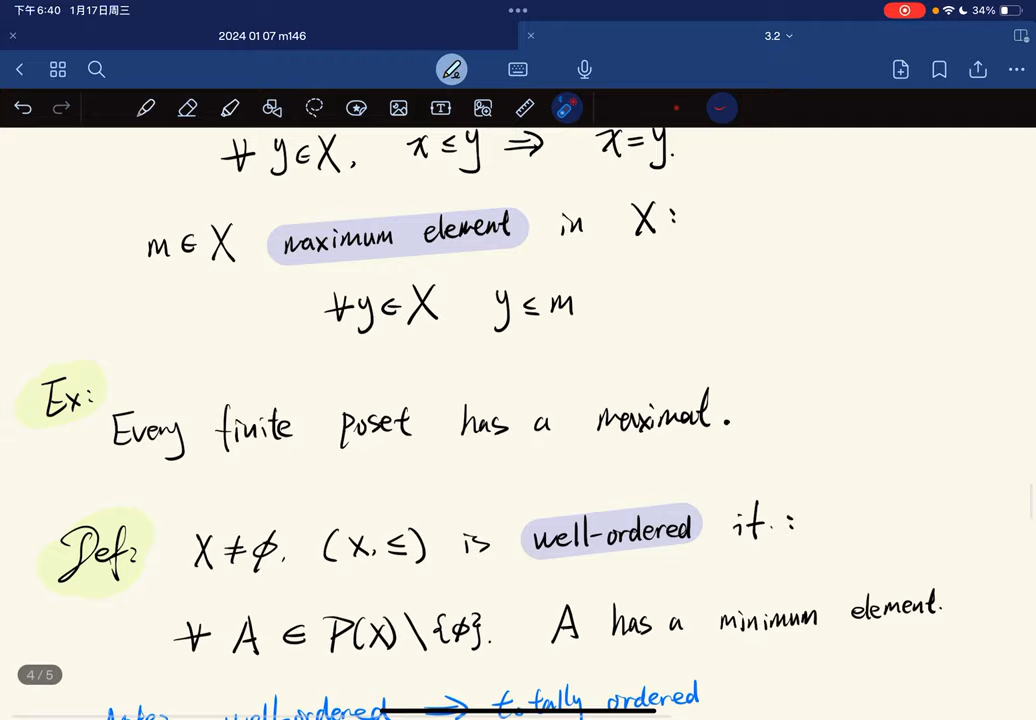 下午6:40 1月17日周三
34%
2024 01 07 m146
3.2
∀ y∈X, x ≤ y ⇒ x = y.
m ∈ X maximum element in X:
∀y∈X y ≤ m
Ex:
Every finite poset has a maximal.
Def: X ≠ ∅. (X, ≤) is well-ordered if.:
∀ A ∈ P(X) \ {∅}. A has a minimum element.
4 / 5
Note: well-ordered → totally ordered